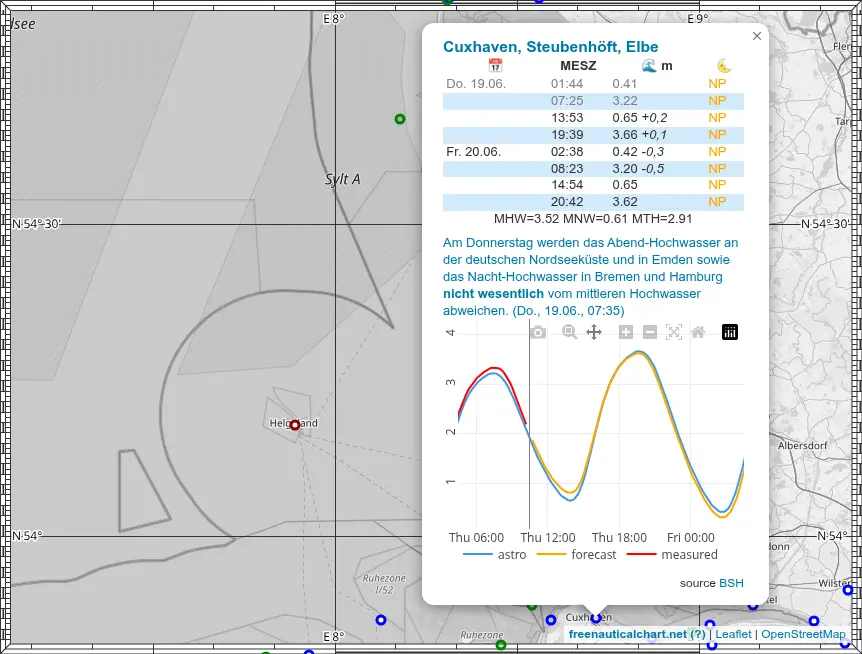 lsee
E 8°
E 9°
Flen
Tar
Sylt A
N 54°30'
N 54°30'
Helgoland
Albersdorf
N 54°
N 54°
donn
Ruhezone
I/52
Wilster
tel
Cuxhaven
E 8°
Ruhezone
×
Cuxhaven, Steubenhöft, Elbe
📅 MESZ 🌊 m 🌜
Do. 19.06. 01:44 0.41 NP
07:25 3.22 NP
13:53 0.65 +0,2 NP
19:39 3.66 +0,1 NP
Fr. 20.06. 02:38 0.42 -0,3 NP
08:23 3.20 -0,5 NP
14:54 0.65 NP
20:42 3.62 NP
MHW=3.52 MNW=0.61 MTH=2.91
Am Donnerstag werden das Abend-Hochwasser an
der deutschen Nordseeküste und in Emden sowie
das Nacht-Hochwasser in Bremen und Hamburg
nicht wesentlich vom mittleren Hochwasser
abweichen. (Do., 19.06., 07:35)
4
3
2
1
Thu 06:00 Thu 12:00 Thu 18:00 Fri 00:00
astro forecast measured
source BSH
freenauticalchart.net (?) | Leaflet | OpenStreetMap